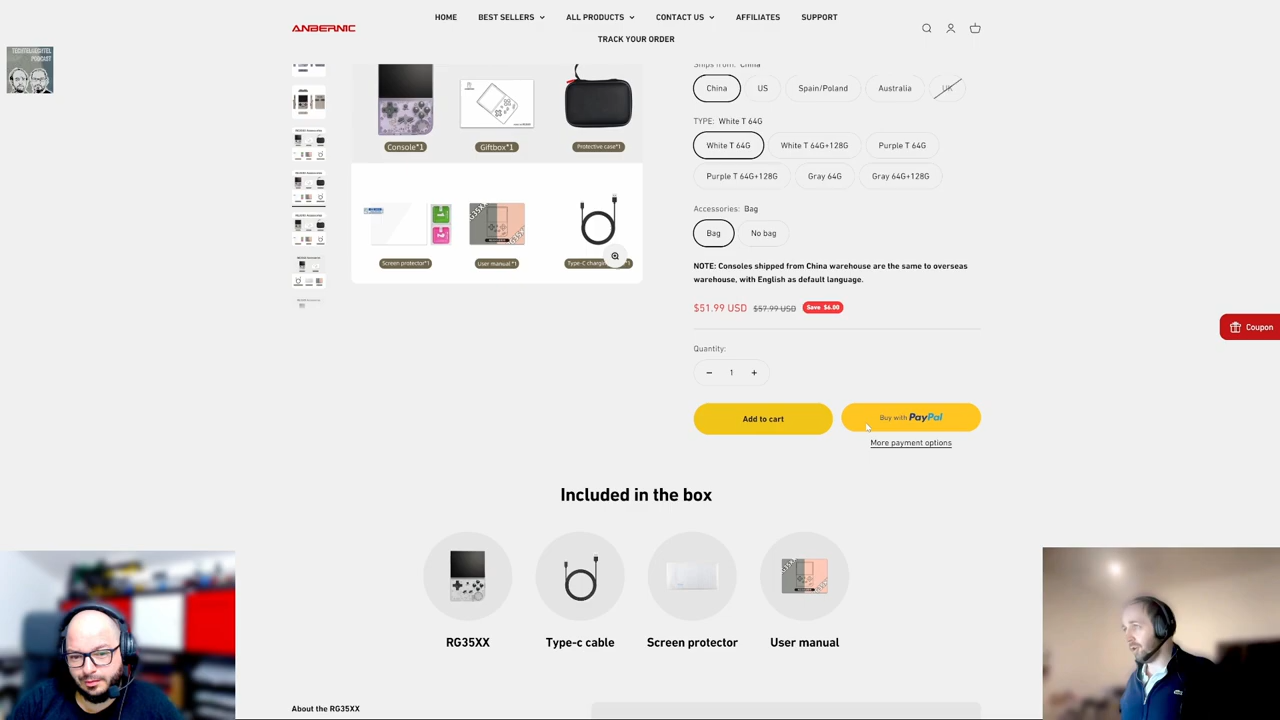 HOME
BEST SELLERS
ALL PRODUCTS
CONTACT US
AFFILIATES
SUPPORT
ANBERNIC
TRACK YOUR ORDER
PODCAST
Ships from: China
China
US
Spain/Poland
Australia
UK
TYPE: White T 64G
White T 64G
White T 64G+128G
Purple T 64G
Purple T 64G+128G
Gray 64G
Gray 64G+128G
Console*1
Giftbox*1
Protective case*1
Accessories: Bag
Bag
No bag
Screen protector*1
User manual *1
NOTE: Consoles shipped from China warehouse are the same to overseas
warehouse, with English as default language.
$51.99 USD $57.99 USD Save $6.00
Coupon
Quantity:
1
Add to cart
Buy with PayPal
More payment options
Included in the box
RG35XX
Type-c cable
Screen protector
User manual
About the RG35XX